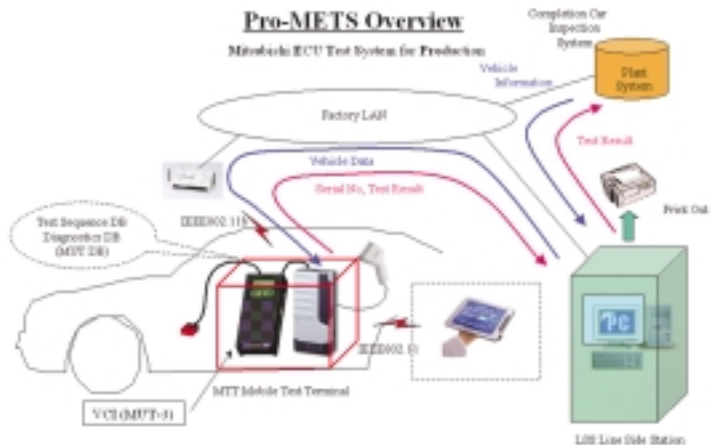 Pro-METS Overview
Mitsubishi ECU Test System for Production
Completion Car
Inspection
System
Plant
System
Vehicle
Information
Factory LAN
Test Result
Vehicle Data
Serial No, Test Result
Print Out
IEEE802.11b
Test Sequence DB
Diagnostics DB
(MUT DB)
PC
MTT Mobile Test Terminal
VCI (MUT-3)
LSS Line Side Station